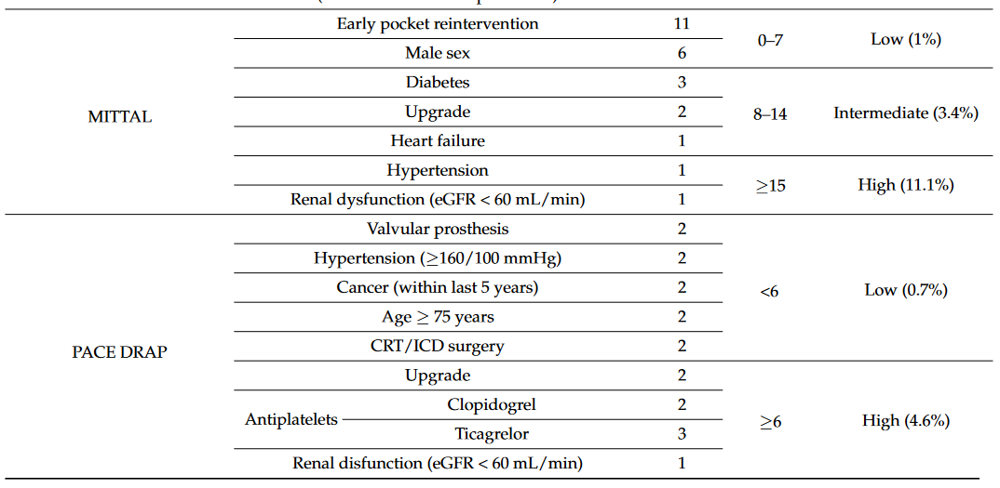 Early pocket reintervention 11
0–7 Low (1%)
Male sex 6
Diabetes 3
MITTAL Upgrade 2 8–14 Intermediate (3.4%)
Heart failure 1
Hypertension 1
≥15 High (11.1%)
Renal dysfunction (eGFR < 60 mL/min) 1
Valvular prosthesis 2
Hypertension (≥160/100 mmHg) 2
Cancer (within last 5 years) 2 <6 Low (0.7%)
Age ≥ 75 years 2
PACE DRAP CRT/ICD surgery 2
Upgrade 2
Antiplatelets Clopidogrel 2
≥6 High (4.6%)
Ticagrelor 3
Renal disfunction (eGFR < 60 mL/min) 1